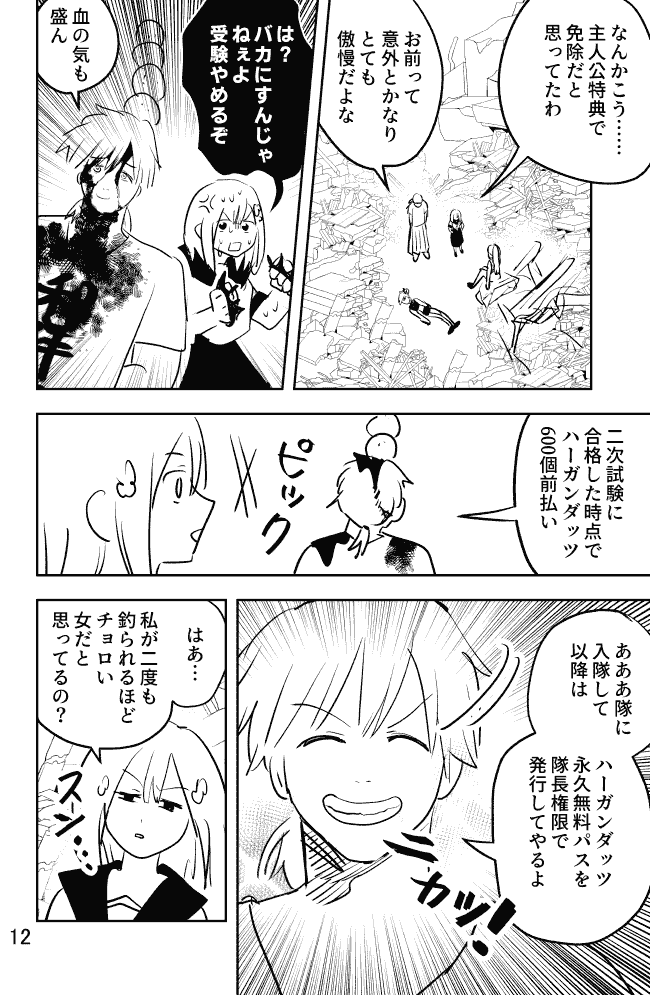 なんかこう……
主人公特典で
免除だと
思ってたわ
お前って
意外とかなり
とても
傲慢だよな
は？
バカにすんじゃ
ねぇよ
受験やめるぞ
血の気も
盛ん
二次試験に
合格した時点で
ハーガンダッツ
600個前払い
ピック
あああ隊に
入隊して
以降は
ハーガンダッツ
永久無料パスを
隊長権限で
発行してやるよ
ニカッ！
はあ…
私が二度も
釣られるほど
チョロい
女だと
思ってるの？
スーン…
12